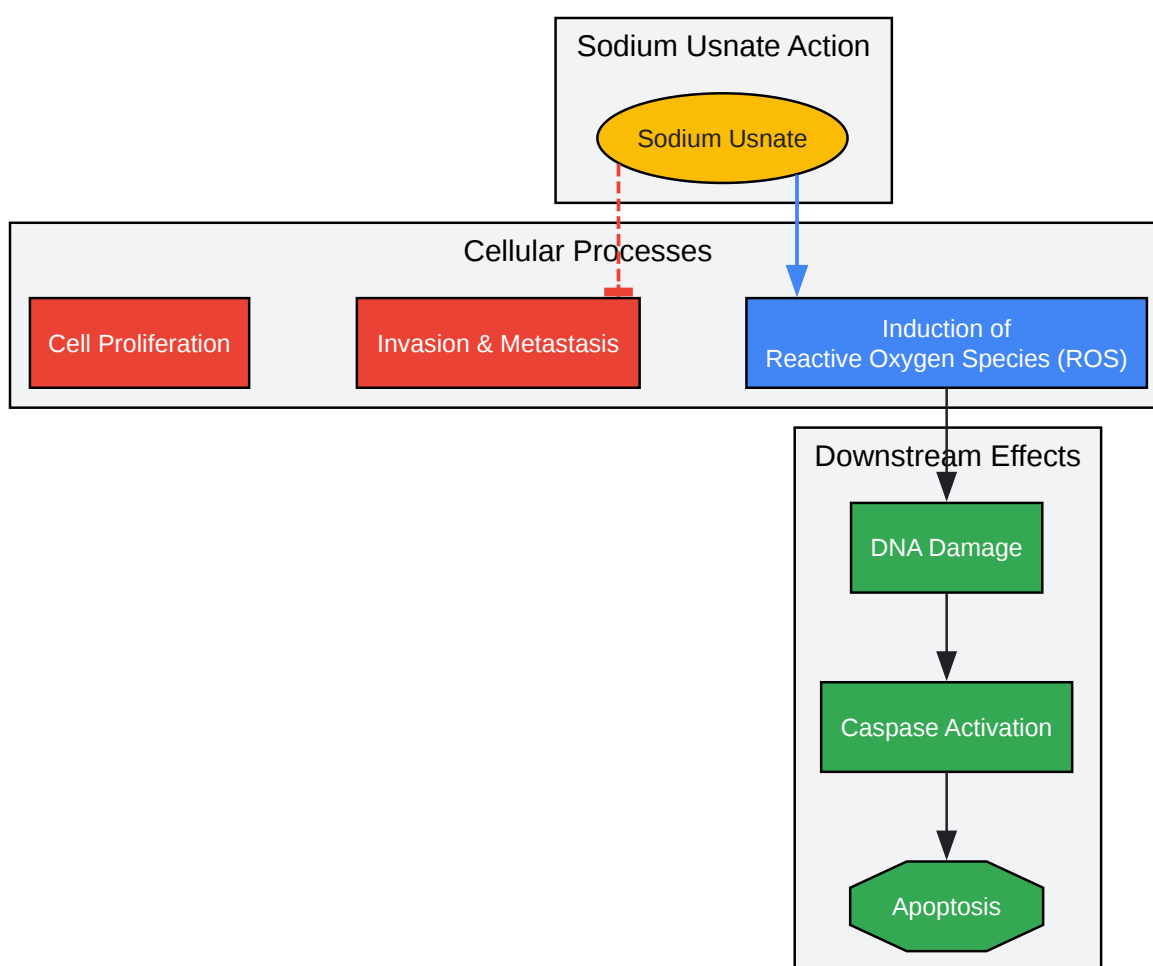 Sodium Usnate Action
Sodium Usnate
Cellular Processes
Cell Proliferation
Invasion & Metastasis
Induction of
Reactive Oxygen Species (ROS)
Downstream Effects
DNA Damage
Caspase Activation
Apoptosis